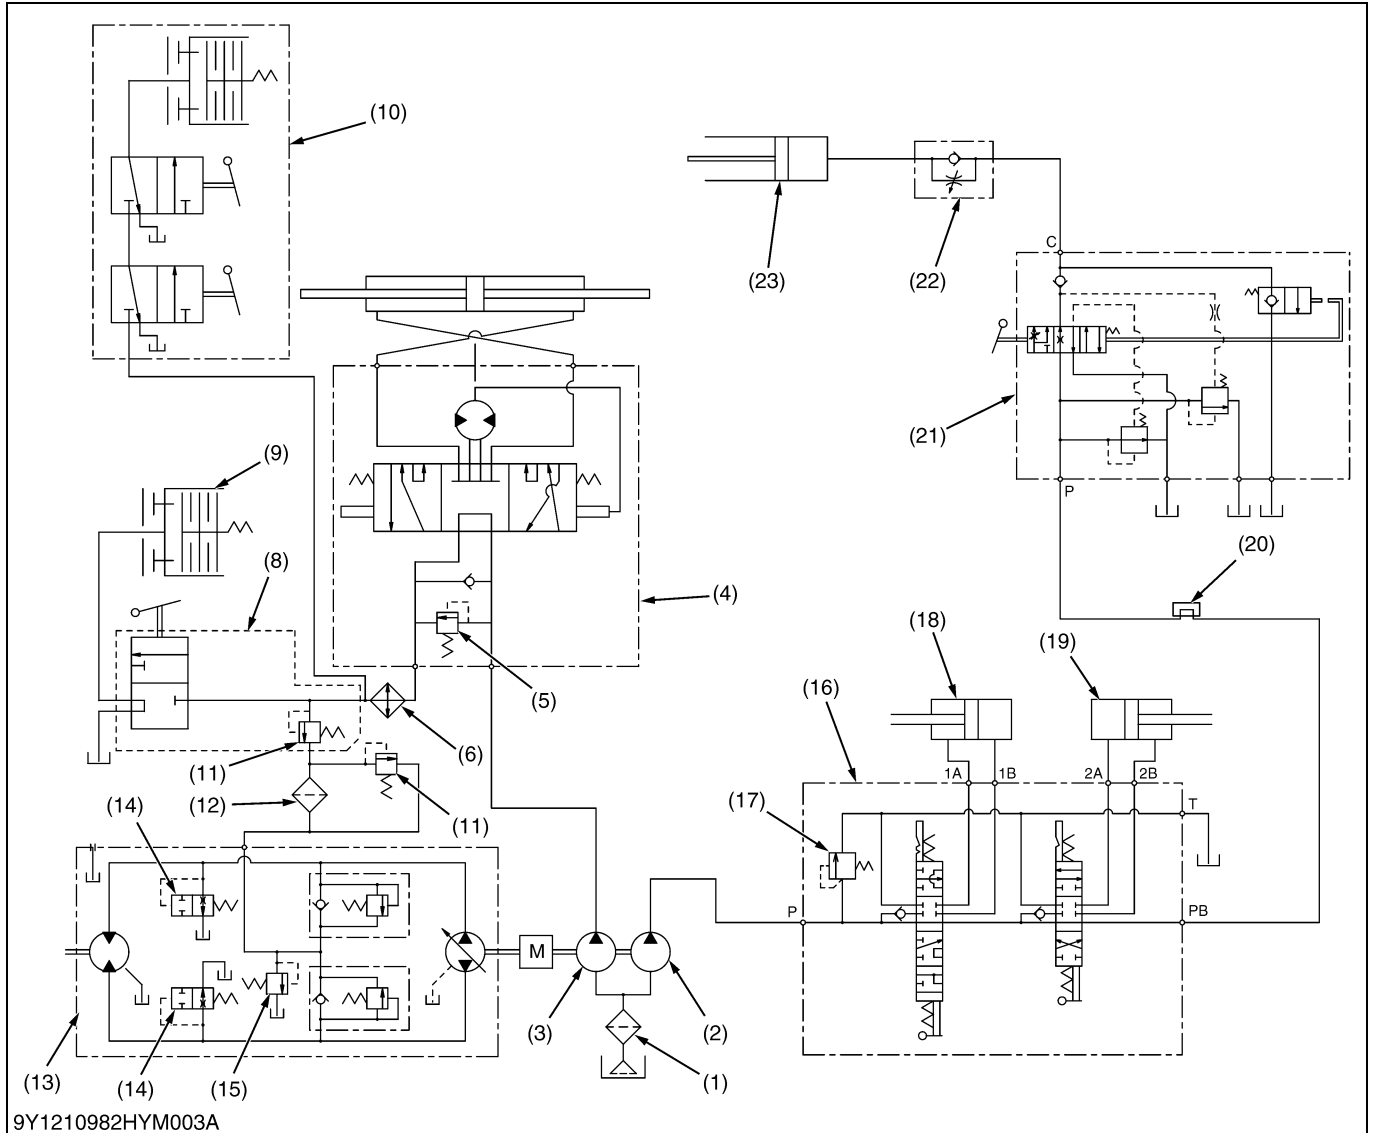 (10)
(23)
(22)
C
(21)
P
(9)
(8)
(4)
(20)
(18)
(19)
(5)
(16)
(6)
(11)
1A
1B
2A
2B
(14)
(12)
(17)
T
(11)
P
PB
M
(3)
(2)
(13)
(14)
(15)
(1)
9Y1210982HYM003A